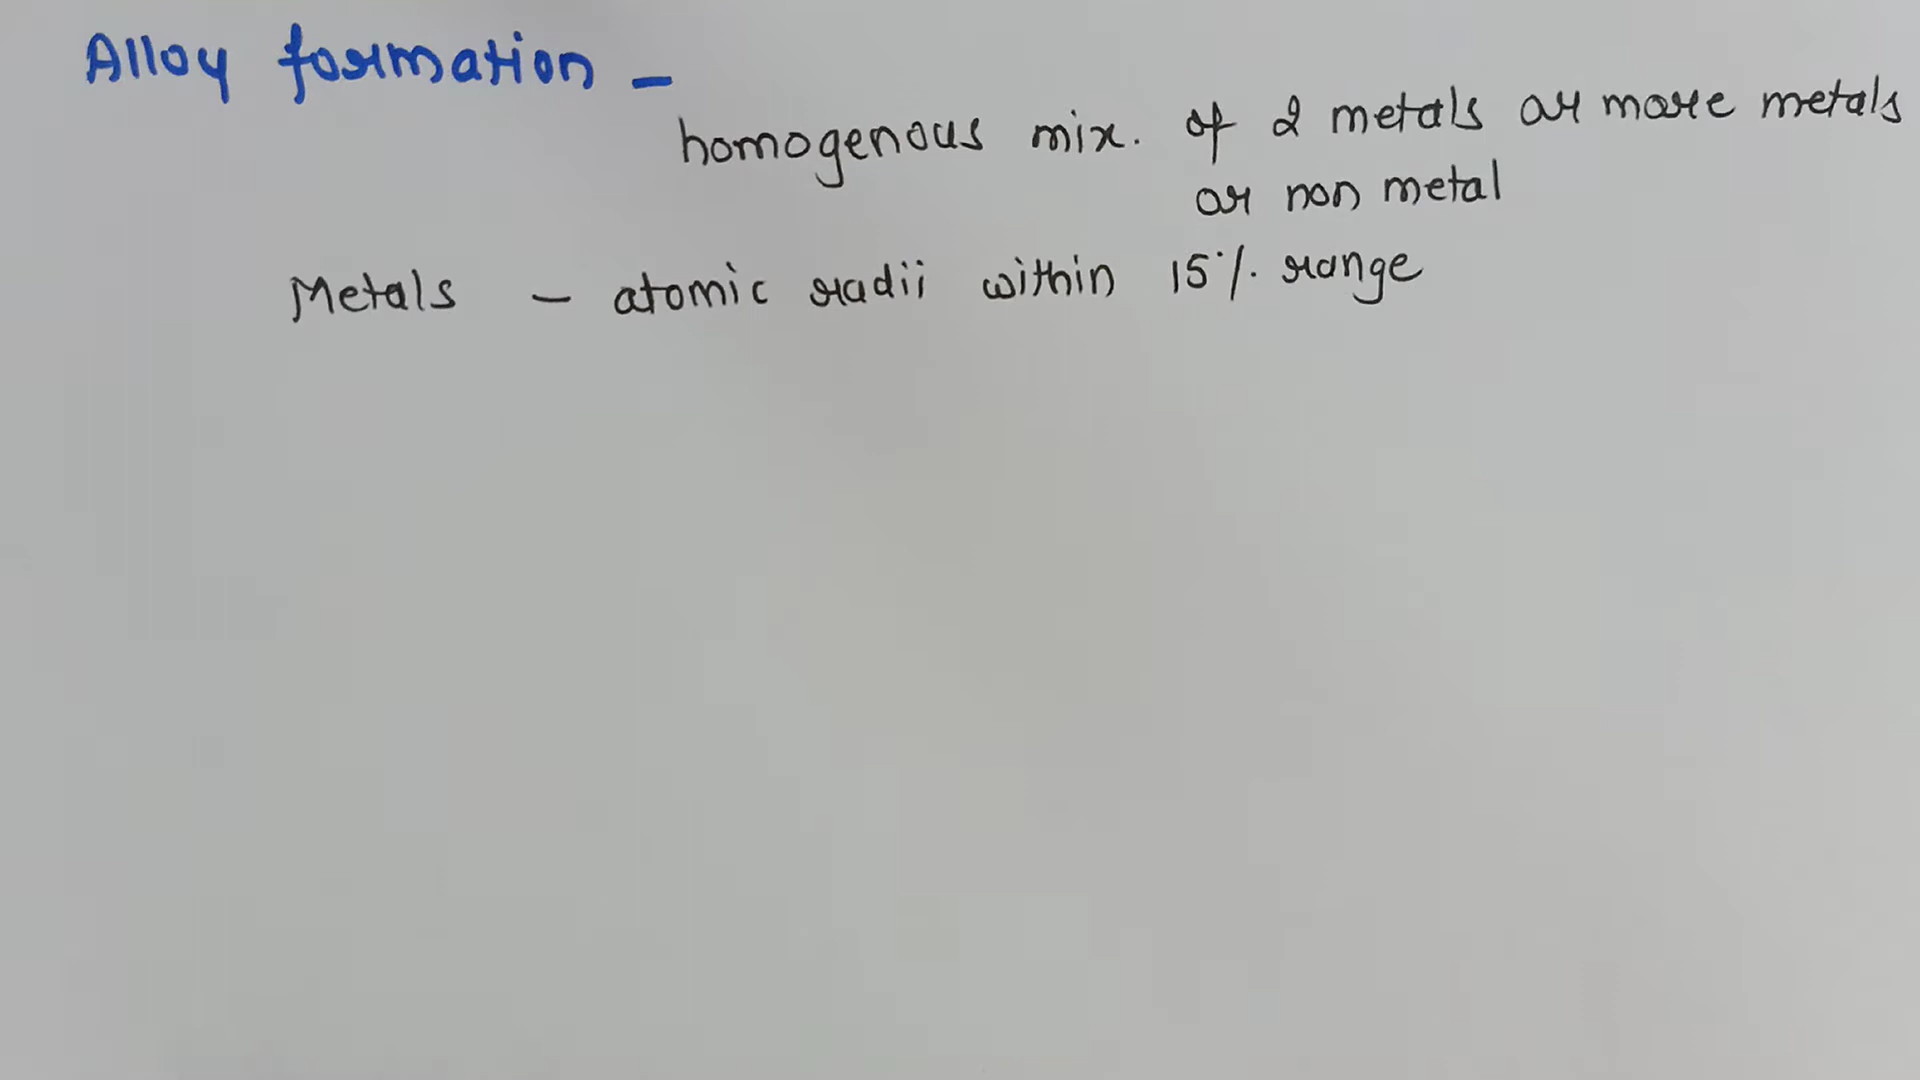 Alloy formation -
homogenous mix. of 2 metals or more metals
or non metal
Metals - atomic radii within 15% range